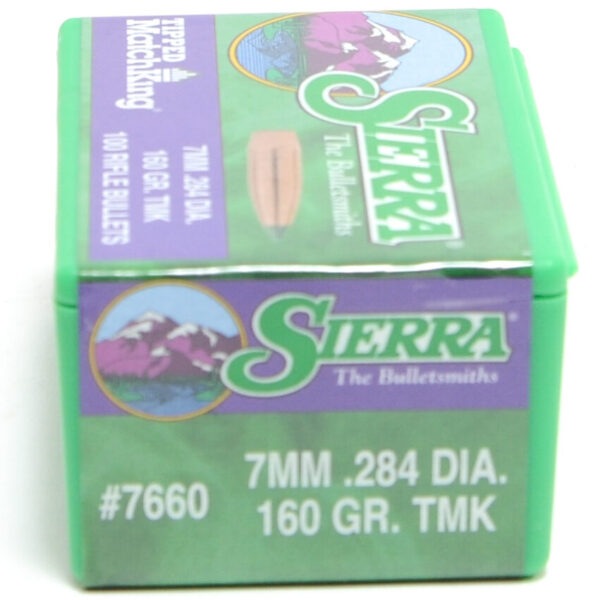 TIPPED
MatchKing®
7MM .284 DIA.
160 GR. TMK
100 RIFLE BULLETS
SIERRA®
The Bulletsmiths
SIERRA®
The Bulletsmiths
#7660
7MM .284 DIA.
160 GR. TMK